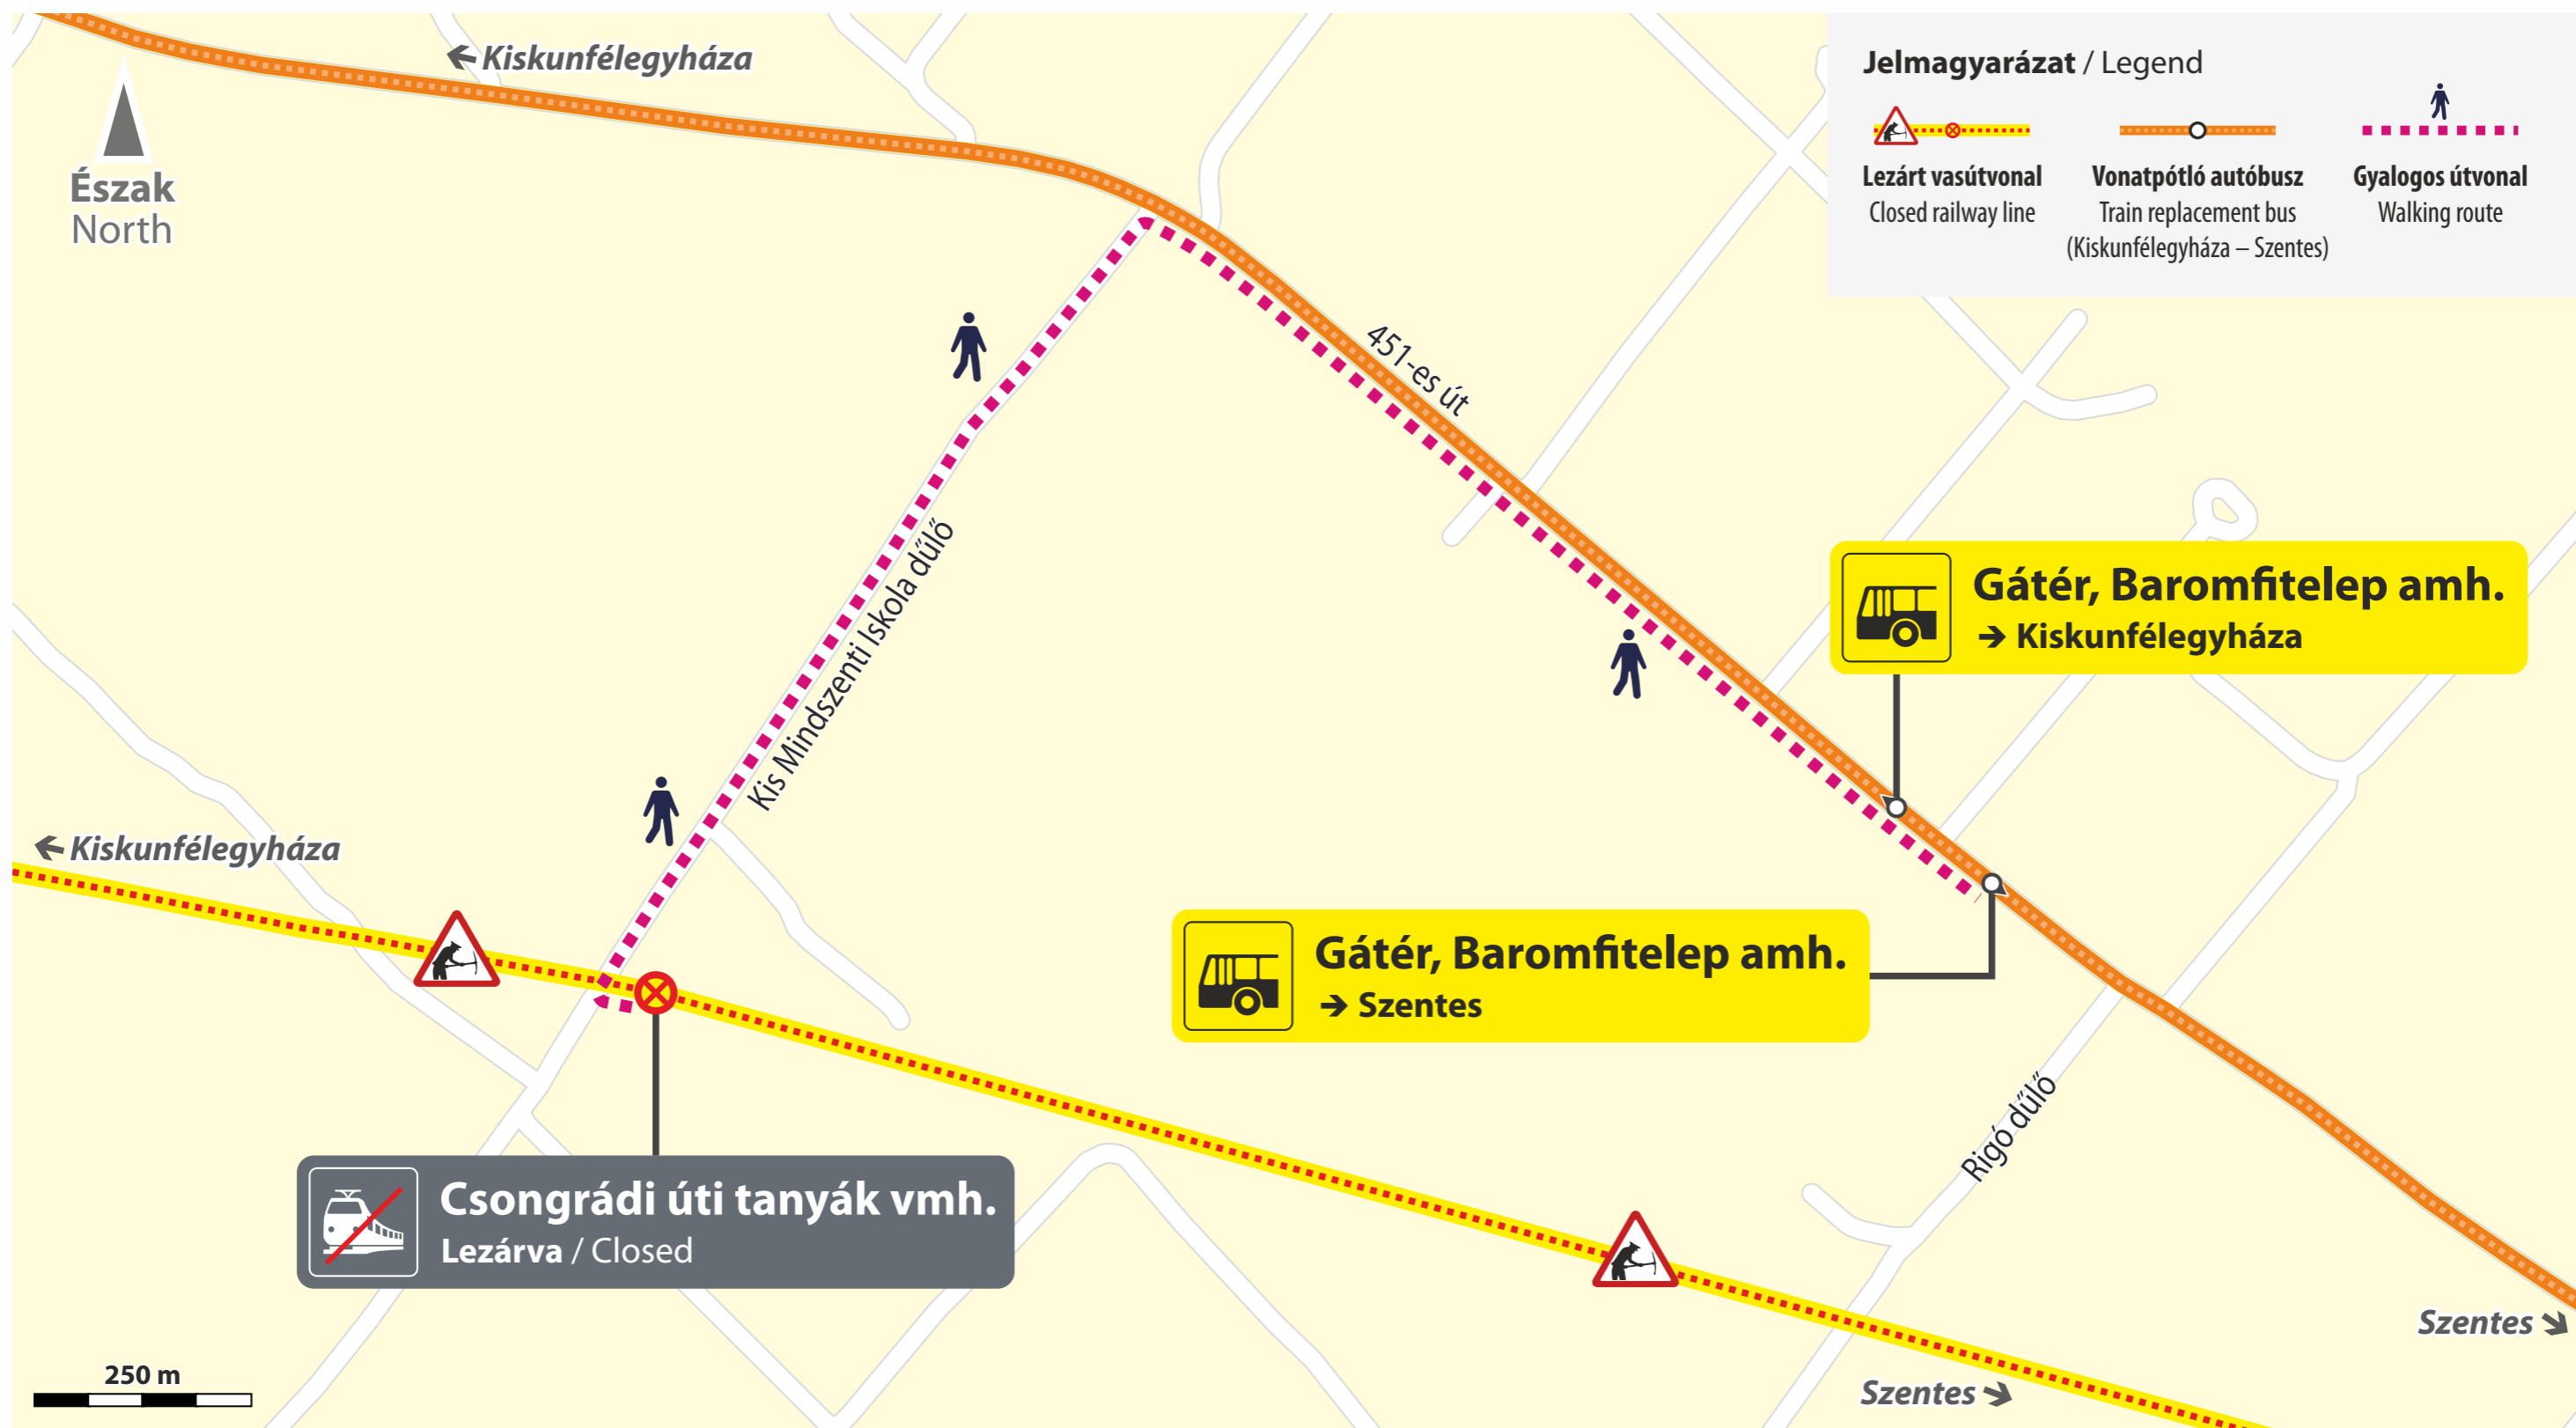 ← Kiskunfélegyháza
Észak
North
Jelmagyarázat / Legend
Lezárt vasútvonal
Closed railway line
Vonatpótló autóbusz
Train replacement bus
(Kiskunfélegyháza – Szentes)
Gyalogos útvonal
Walking route
451-es út
Kis Mindszenti Iskola dűlő
Gátér, Baromfitelep amh.
→ Kiskunfélegyháza
← Kiskunfélegyháza
Gátér, Baromfitelep amh.
→ Szentes
Rigó dűlő
Csongrádi úti tanyák vmh.
Lezárva / Closed
Szentes ↘
250 m
Szentes ↘